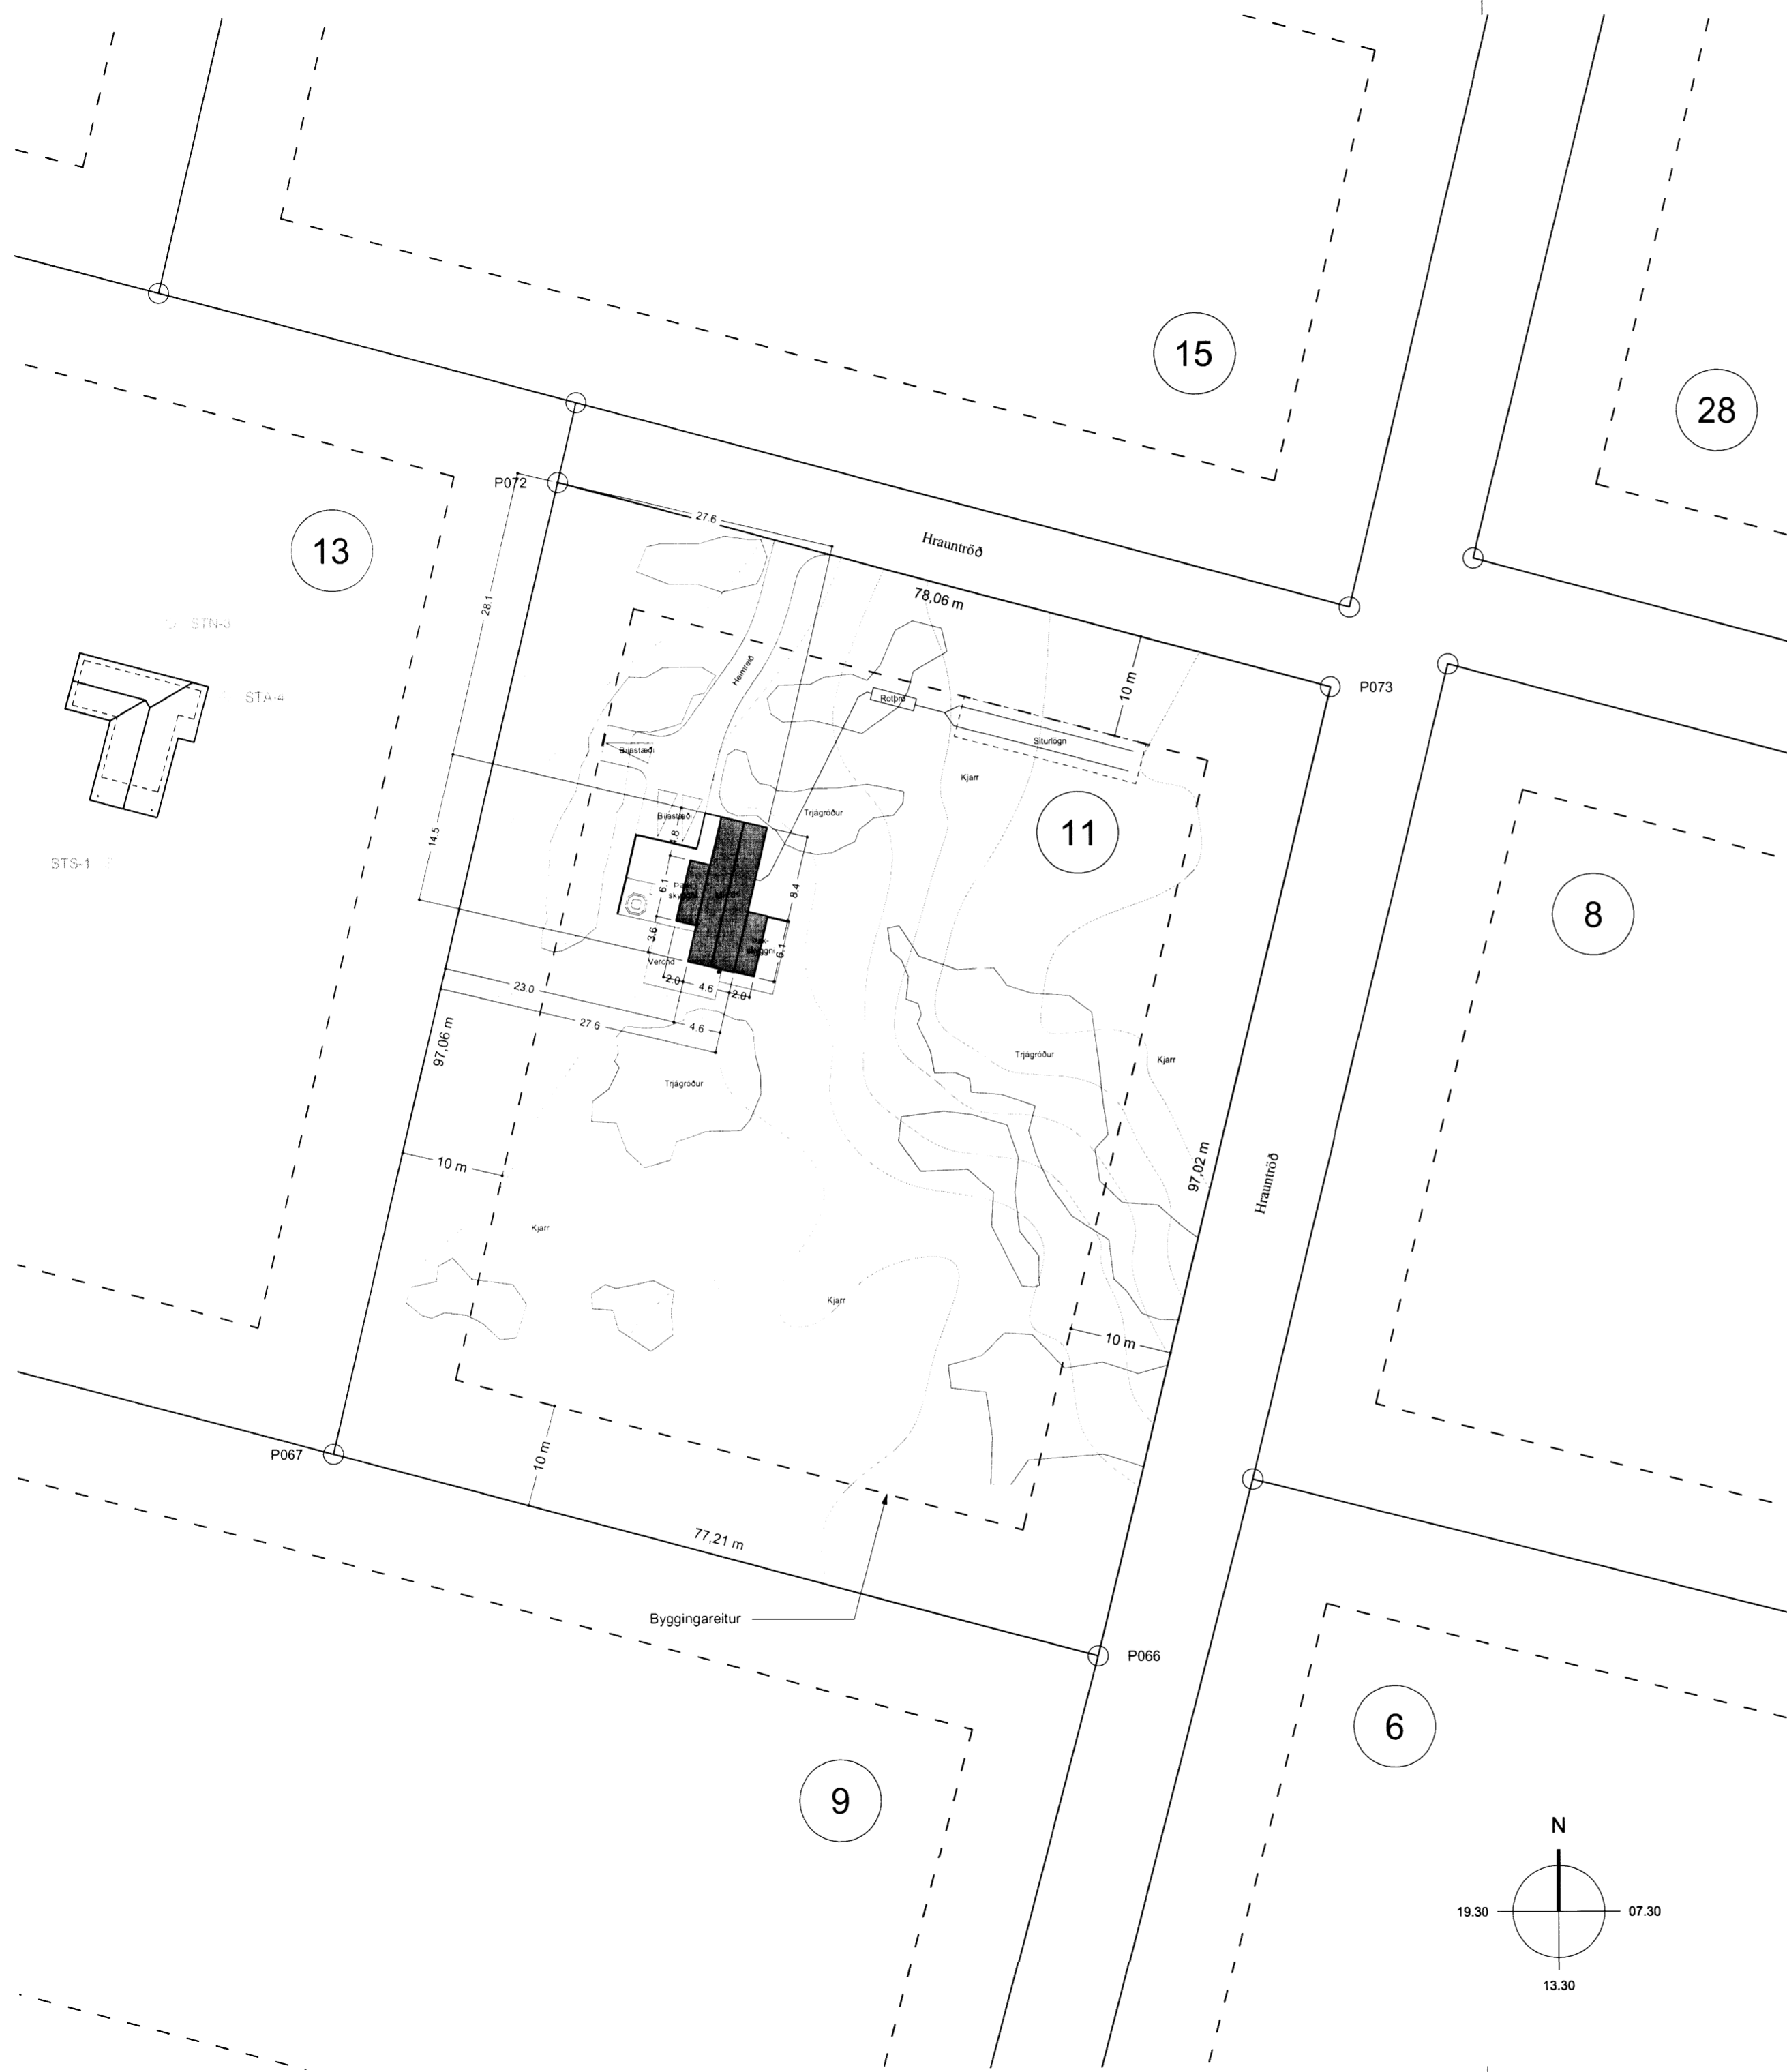 15
28
P072
27.6
Hrauntröð
13
78,06 m
28.1
STN-3
Heimreið
10 m
P073
STA-4
Rotþró
Siturlögn
Bílastæði
Kjarr
Bílastæði
Trjágróður
11
1.8
14.5
STS-1
6.1
8.4
8
3.6
6.1
Verönd
2.0
4.6
2.0
23.0
27.6
4.6
97,06 m
Trjágróður
Kjarr
Trjágróður
10 m
97,02 m
Hrauntröð
Kjarr
Kjarr
10 m
P067
10 m
77,21 m
Byggingareitur
P066
6
9
N
19.30
07.30
13.30